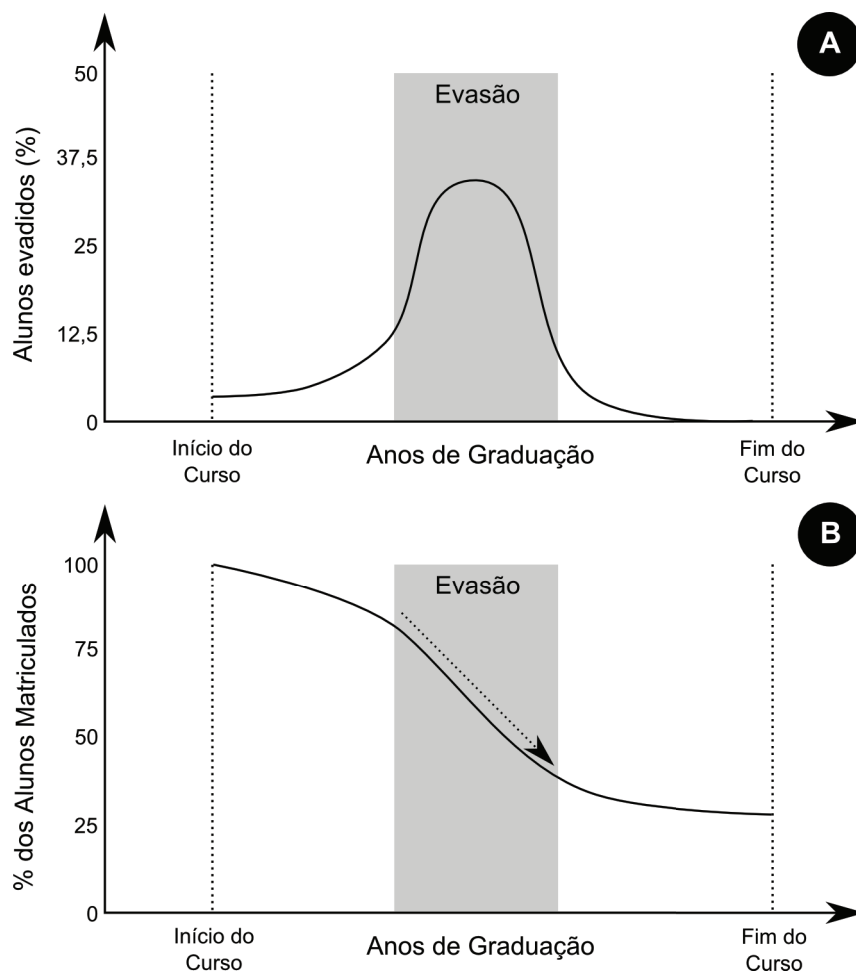 A
50
Evasão
37,5
25
12,5
0
Alunos evadidos (%)
Início do
Curso
Anos de Graduação
Fim do
Curso
B
100
Evasão
75
50
25
0
% dos Alunos Matriculados
Início do
Curso
Anos de Graduação
Fim do
Curso